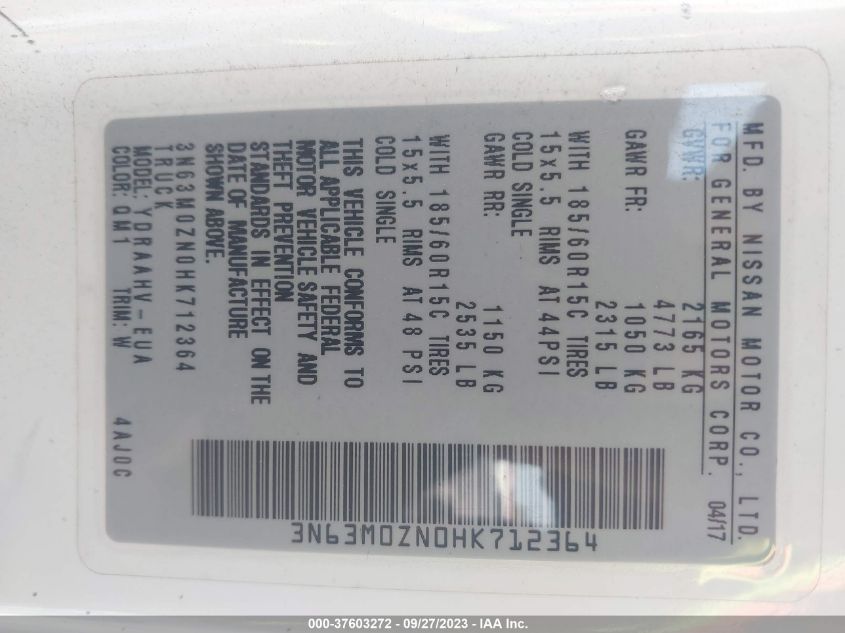 MFD. BY NISSAN MOTOR CO., LTD.
FOR GENERAL MOTORS CORP. 04/17
GVWR: 2165 KG
4773 LB
GAWR FR: 1050 KG
2315 LB
WITH 185/60R15C TIRES
15x5.5 RIMS AT 44PSI
COLD SINGLE
GAWR RR: 1150 KG
2535 LB
WITH 185/60R15C TIRES
15x5.5 RIMS AT 48 PSI
COLD SINGLE
THIS VEHICLE CONFORMS TO
ALL APPLICABLE FEDERAL
MOTOR VEHICLE SAFETY AND
THEFT PREVENTION
STANDARDS IN EFFECT ON THE
DATE OF MANUFACTURE
SHOWN ABOVE.
3N63M0ZN0HK712364
TRUCK
MODEL: YDRAAHV-EUA
COLOR: QM1 TRIM: W 4AJ0C
3N63M0ZN0HK712364
000-37603272 - 09/27/2023 - IAA Inc.